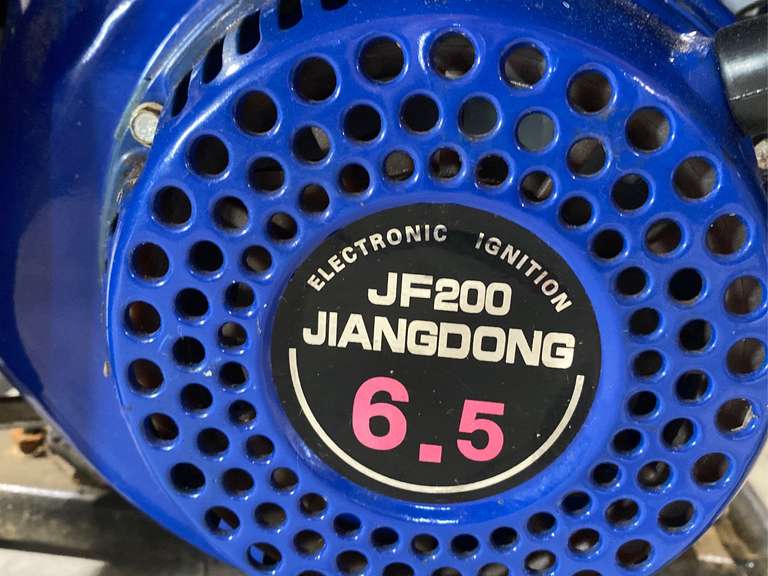 ELECTRONIC IGNITION
JF200
JIANGDONG
6.5